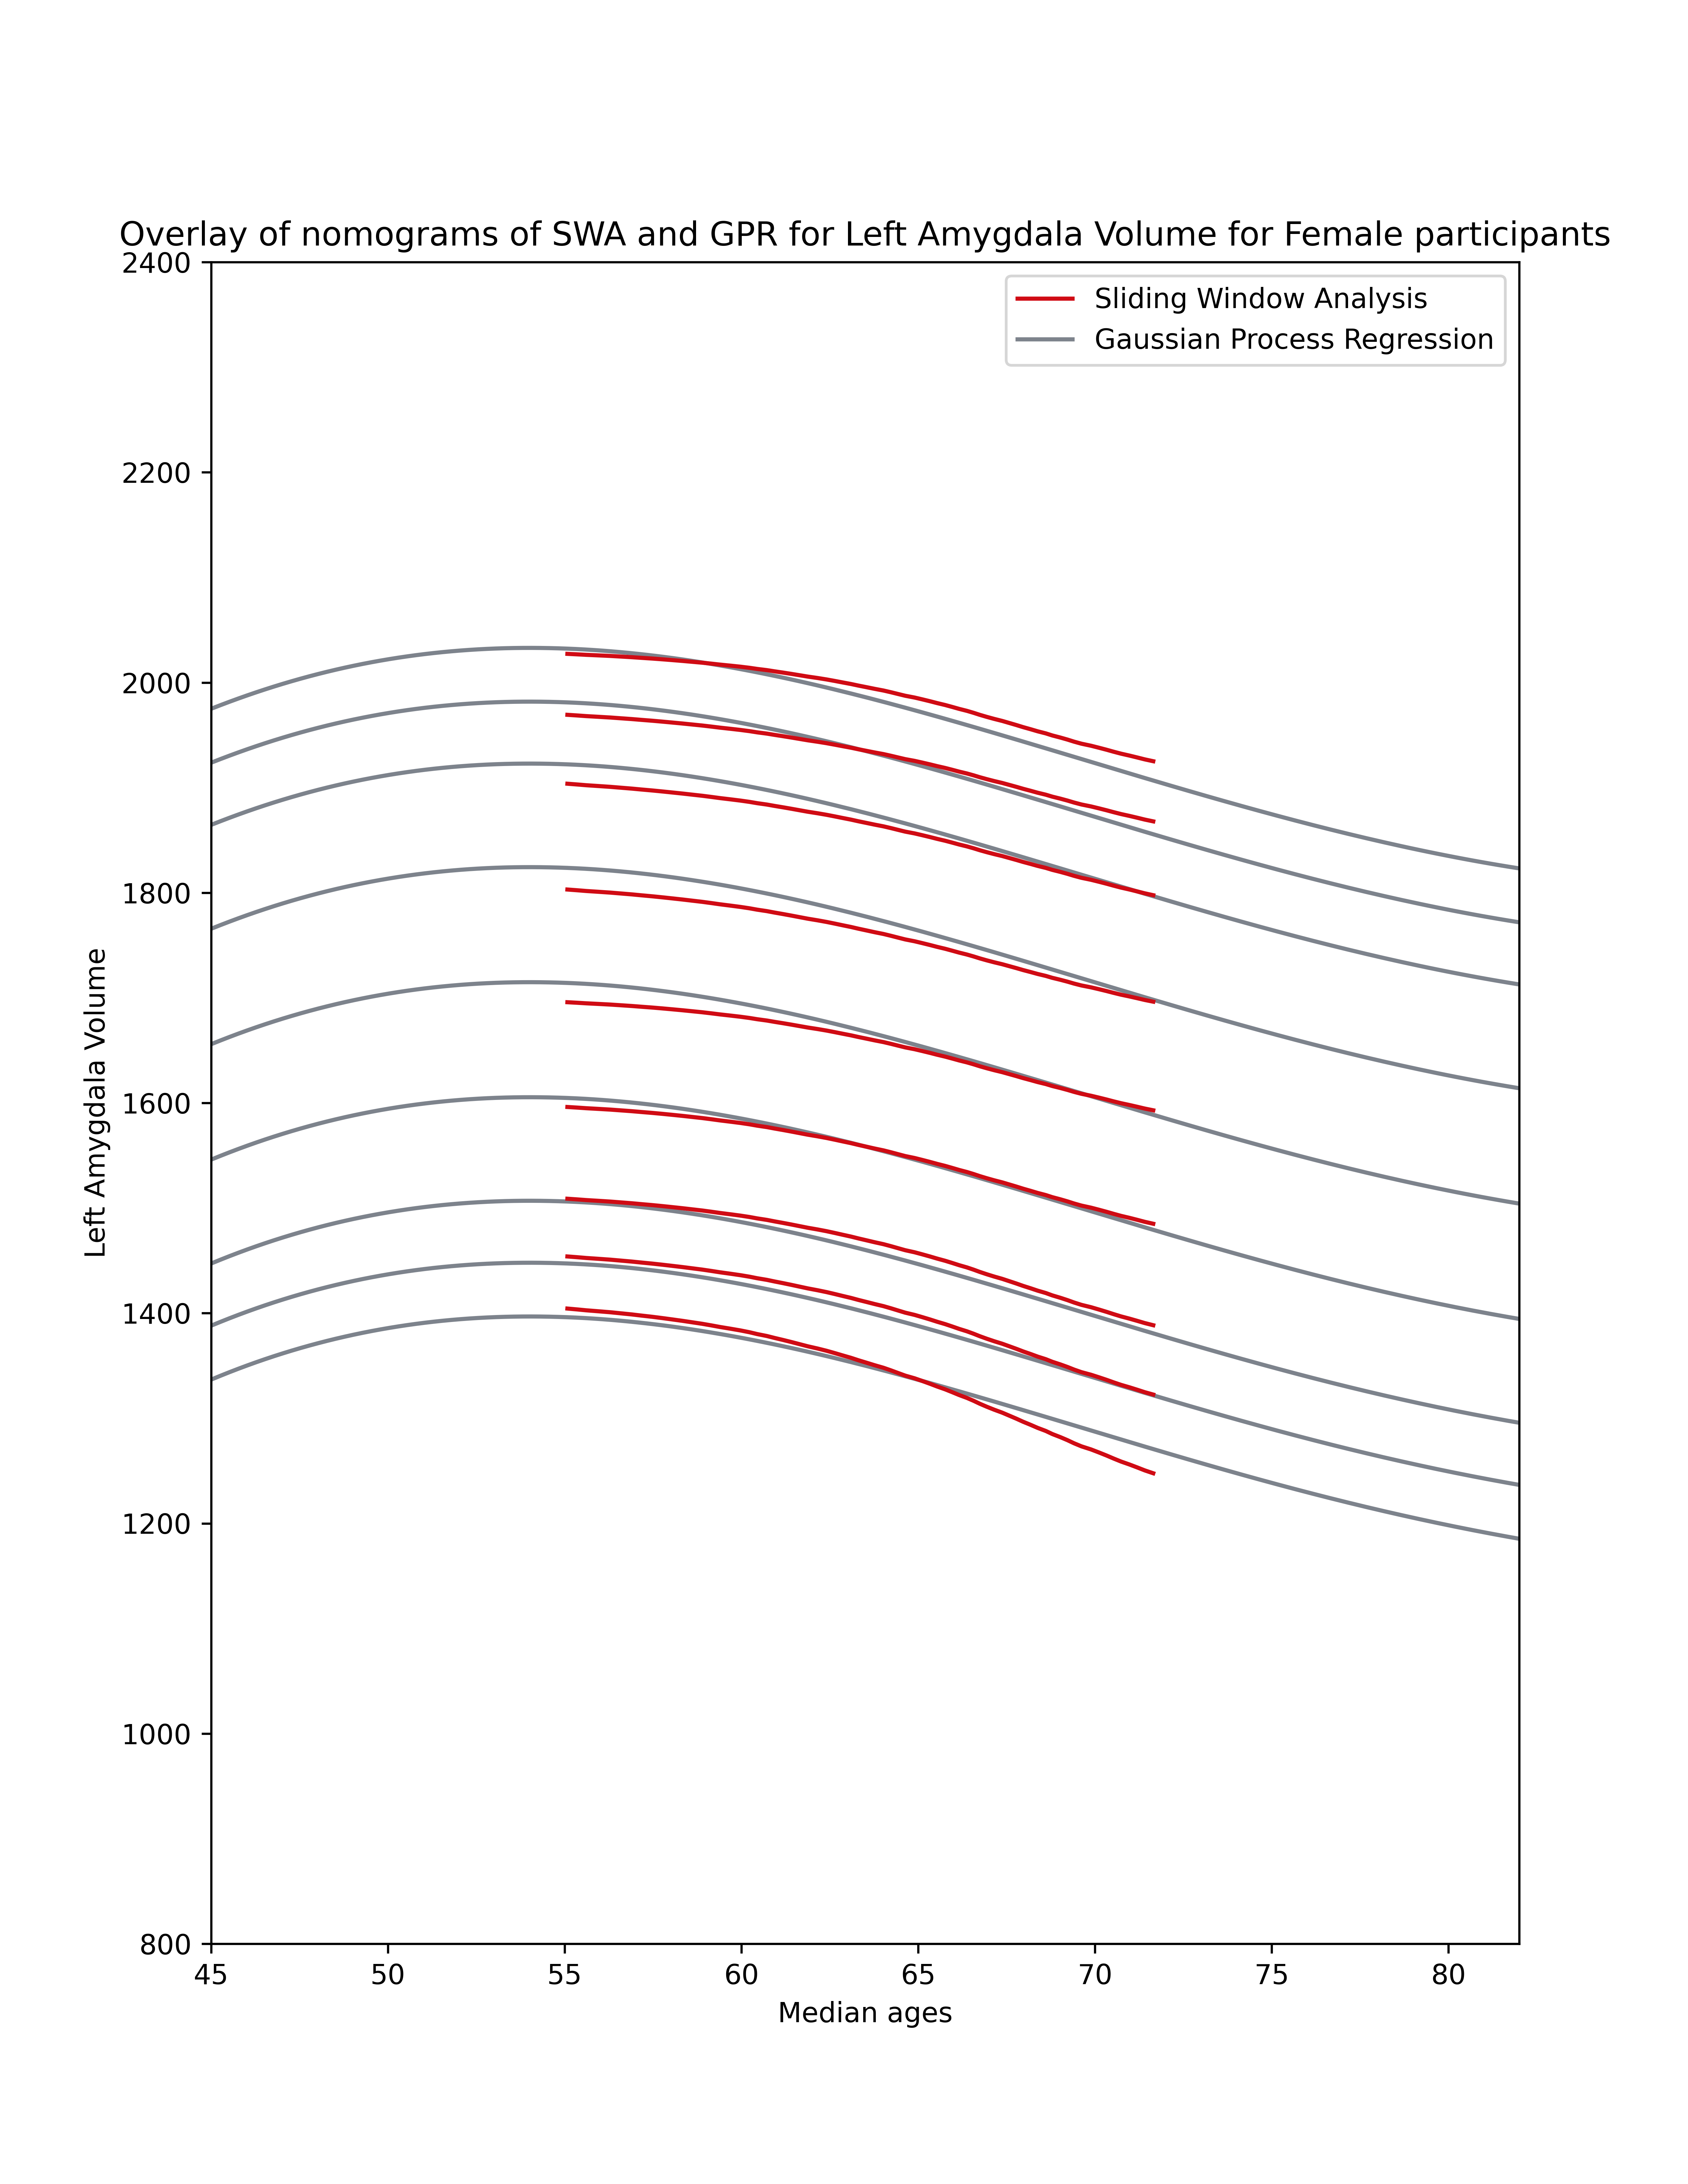 Overlay of nomograms of SWA and GPR for Left Amygdala Volume for Female participants
Sliding Window Analysis
Gaussian Process Regression
2400
2200
2000
1800
1600
1400
1200
1000
800
Left Amygdala Volume
45 50 55 60 65 70 75 80
Median ages